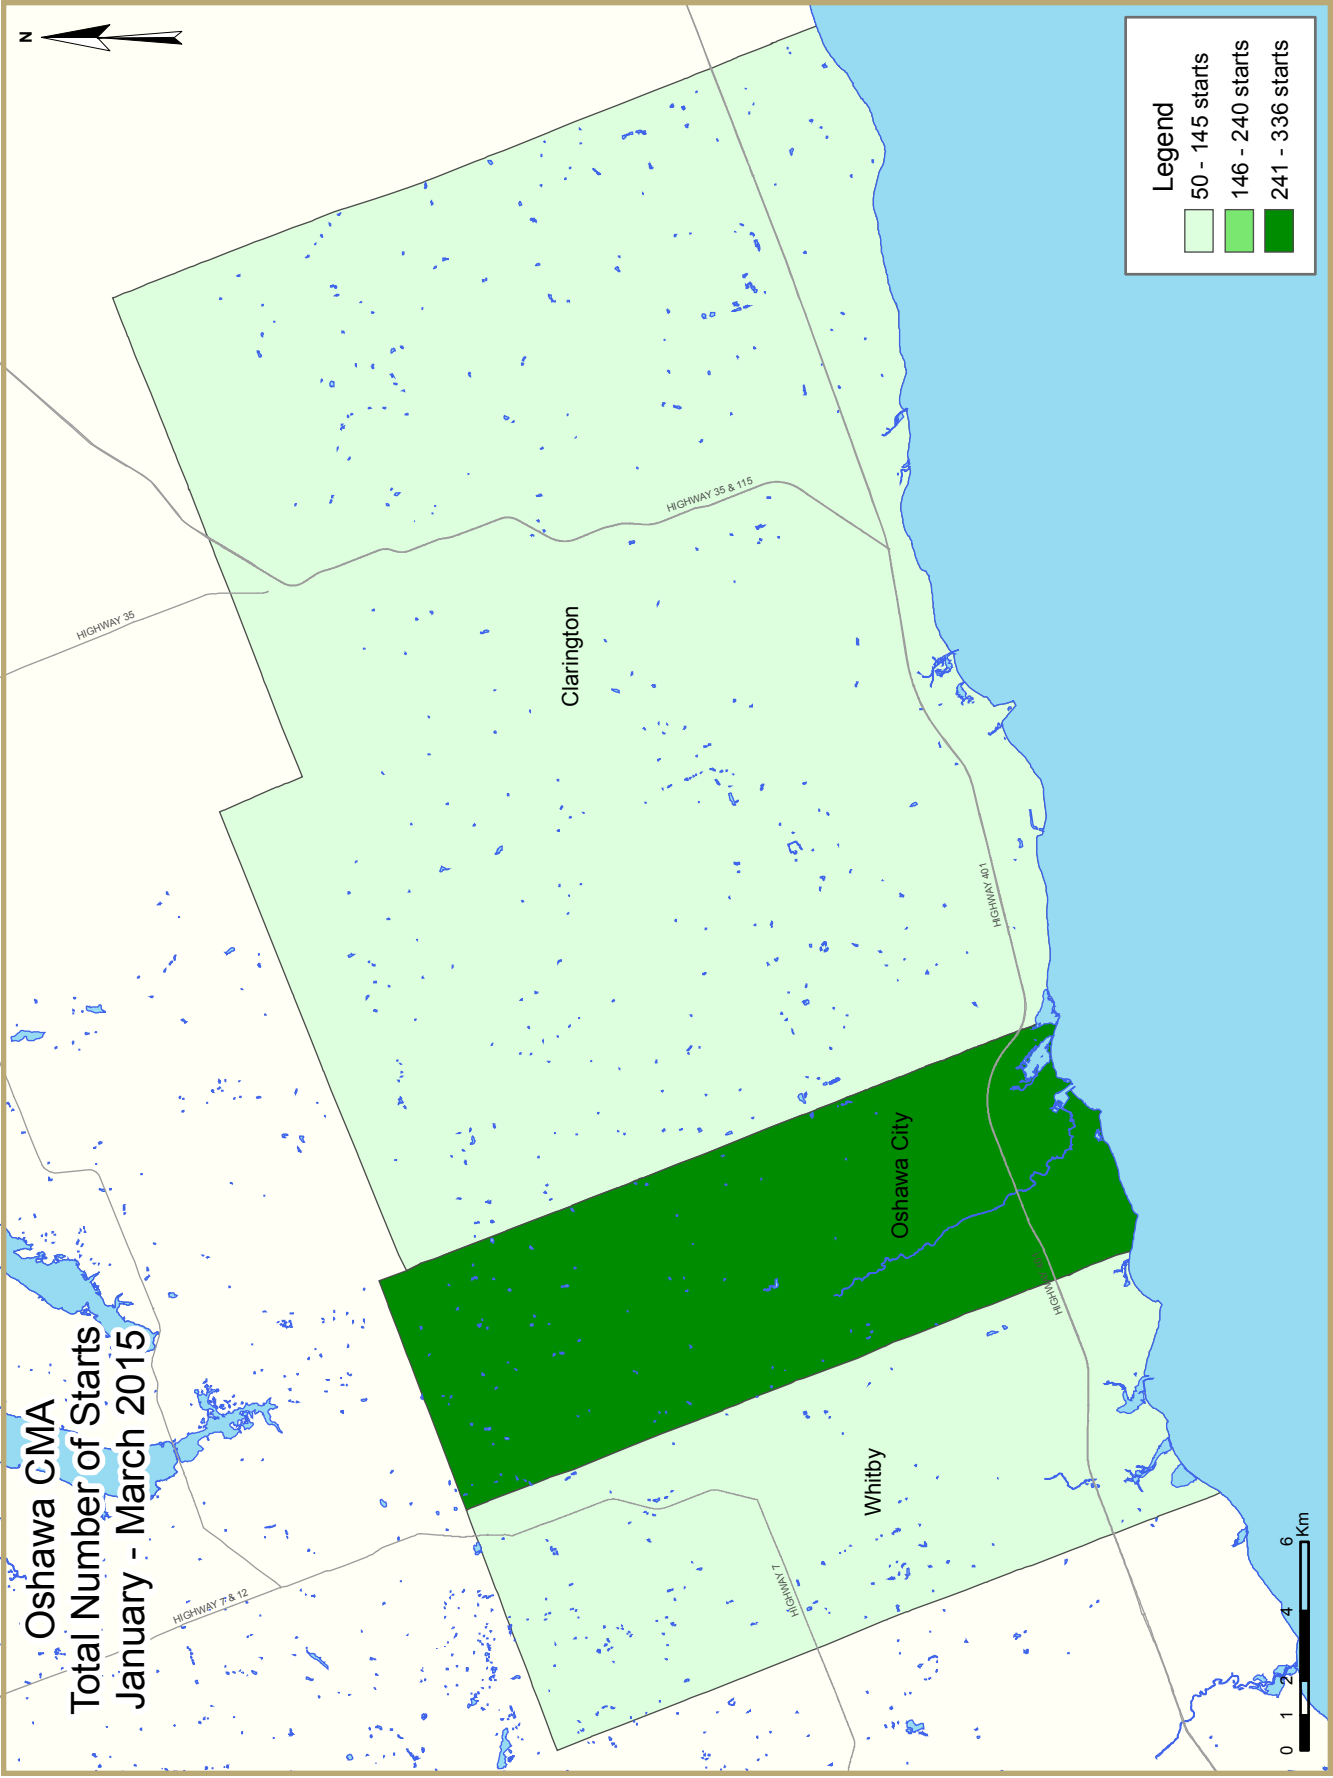 Oshawa CMA
Total Number of Starts
January - March 2015
N
HIGHWAY 35
HIGHWAY 35 & 115
HIGHWAY 7 & 12
HIGHWAY 7
HIGHWAY 401
HIGHWAY
Clarington
Oshawa City
Whitby
Legend
50 - 145 starts
146 - 240 starts
241 - 336 starts
0 1 2 4 6
Km